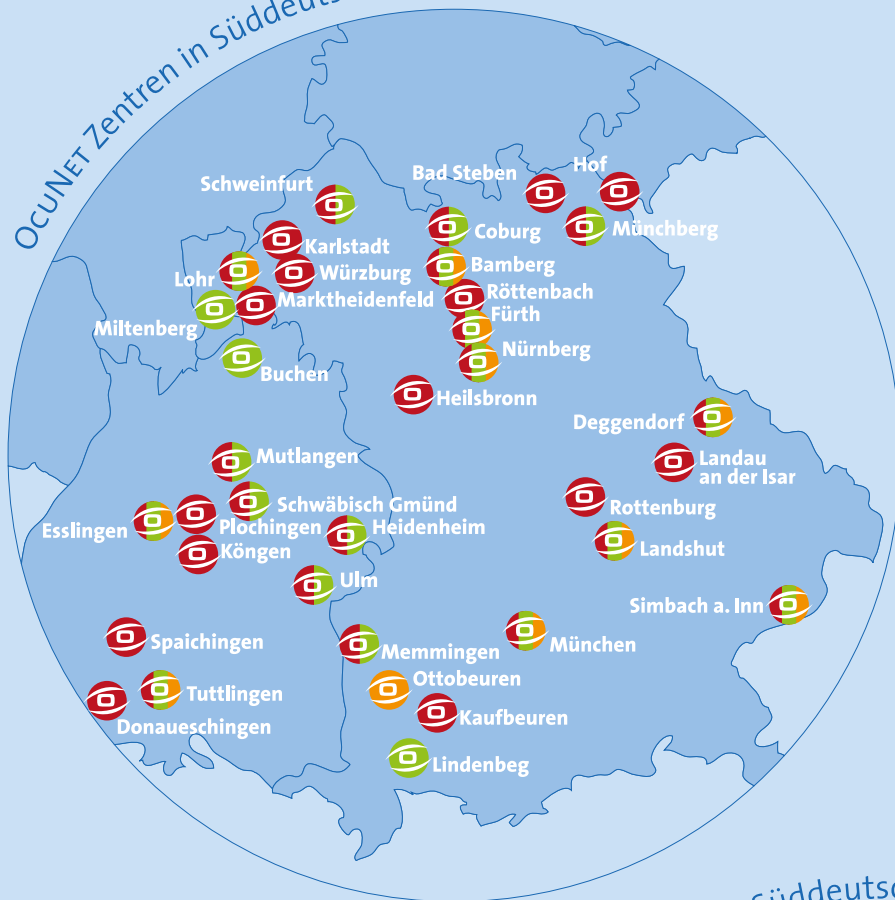 OcuNet Zentren in Süddeuts
Hof
Bad Steben
Schweinfurt
Münchberg
Coburg
Karlstadt
Bamberg
Würzburg
Lohr
Röttenbach
Marktheidenfeld
Fürth
Miltenberg
Nürnberg
Buchen
Heilsbronn
Deggendorf
Mutlangen
Landau
an der Isar
Schwäbisch Gmünd
Rottenburg
Plochingen
Heidenheim
Esslingen
Landshut
Köngen
Ulm
Simbach a. Inn
Spaichingen
München
Memmingen
Ottobeuren
Tuttlingen
Kaufbeuren
Donaueschingen
Lindenbeg
Süddeutsc